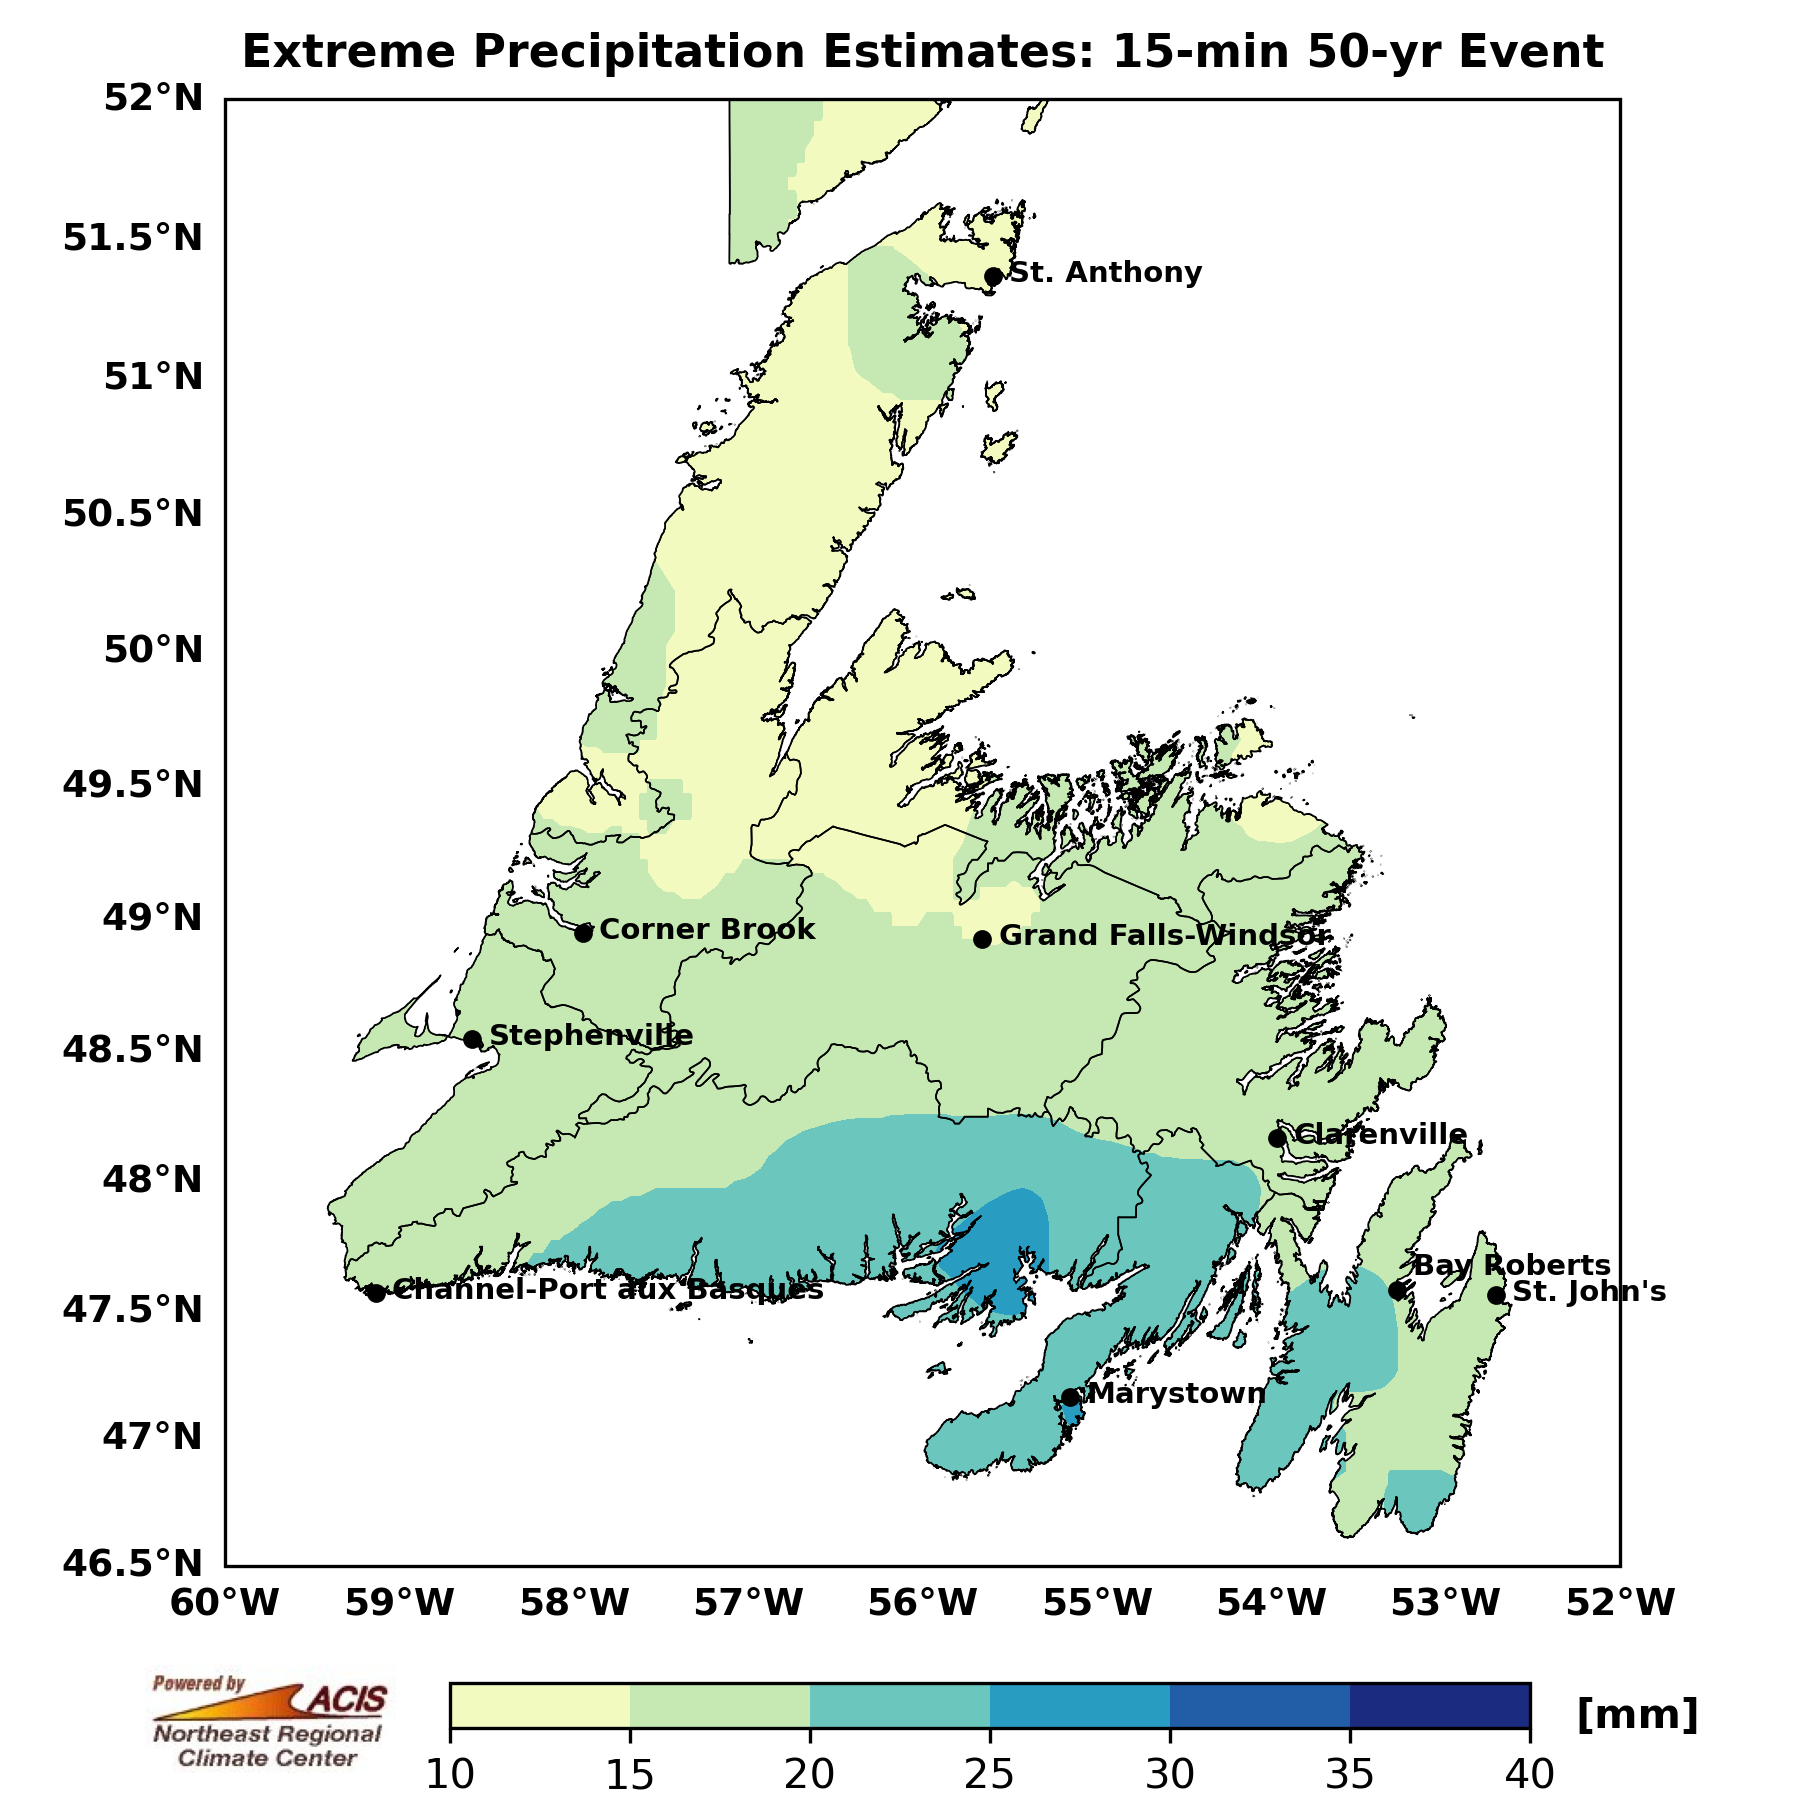 Extreme Precipitation Estimates: 15-min 50-yr Event
52°N
51.5°N
St. Anthony
51°N
50.5°N
50°N
49.5°N
49°N
Corner Brook
Grand Falls-Windsor
48.5°N
Stephenville
Clarenville
48°N
Bay Roberts
47.5°N
Channel-Port aux Basques
St. John's
Marystown
47°N
46.5°N
60°W 59°W 58°W 57°W 56°W 55°W 54°W 53°W 52°W
Powered by
ACIS
Northeast Regional
Climate Center
[mm]
10 15 20 25 30 35 40